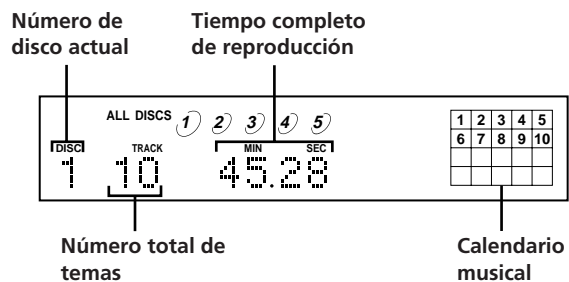 Número de
disco actual
Tiempo completo
de reproducción
ALL DISCS 1 2 3 4 5
DISC TRACK MIN SEC
1 10 45.28
1 2 3 4 5
6 7 8 9 10
Número total de
temas
Calendario
musical